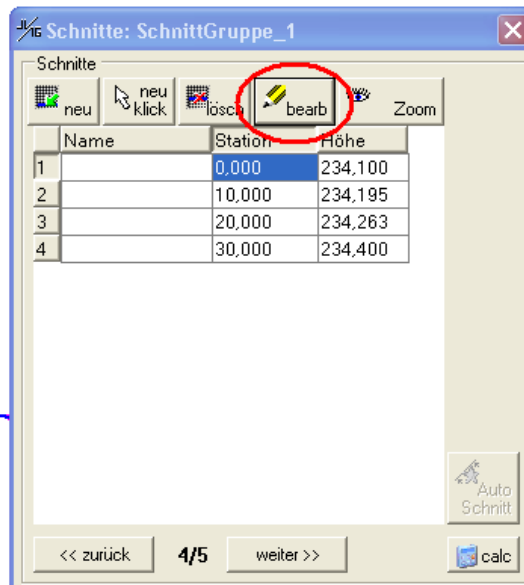 Schnitte: SchnittGruppe_1
Schnitte
neu
neu klick
lösch
bearb
Zoom
Name Station Höhe
1 0,000 234,100
2 10,000 234,195
3 20,000 234,263
4 30,000 234,400
Auto
Schnitt
<< zurück 4/5 weiter >> calc